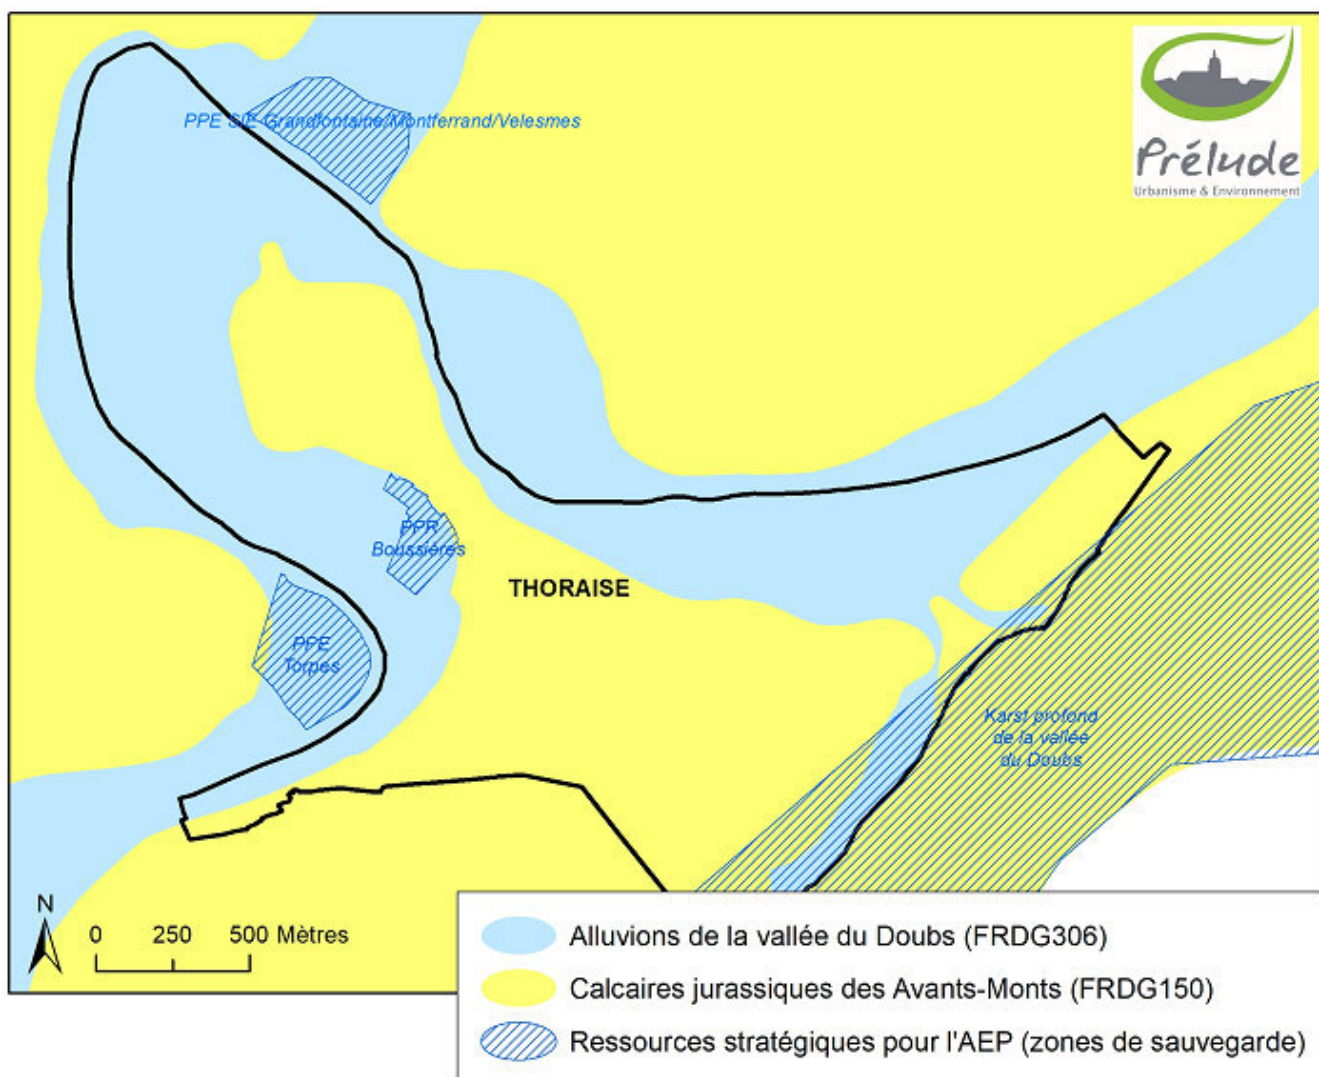 PPE SIE Grandfontaine/Montferrand/Velesmes
Prélude
Urbanisme & Environnement
PPR
Boussières
THORAISE
PPE
Torpes
Karst profond
de la vallée
du Doubs
N
0 250 500 Mètres
Alluvions de la vallée du Doubs (FRDG306)
Calcaires jurassiques des Avants-Monts (FRDG150)
Ressources stratégiques pour l'AEP (zones de sauvegarde)